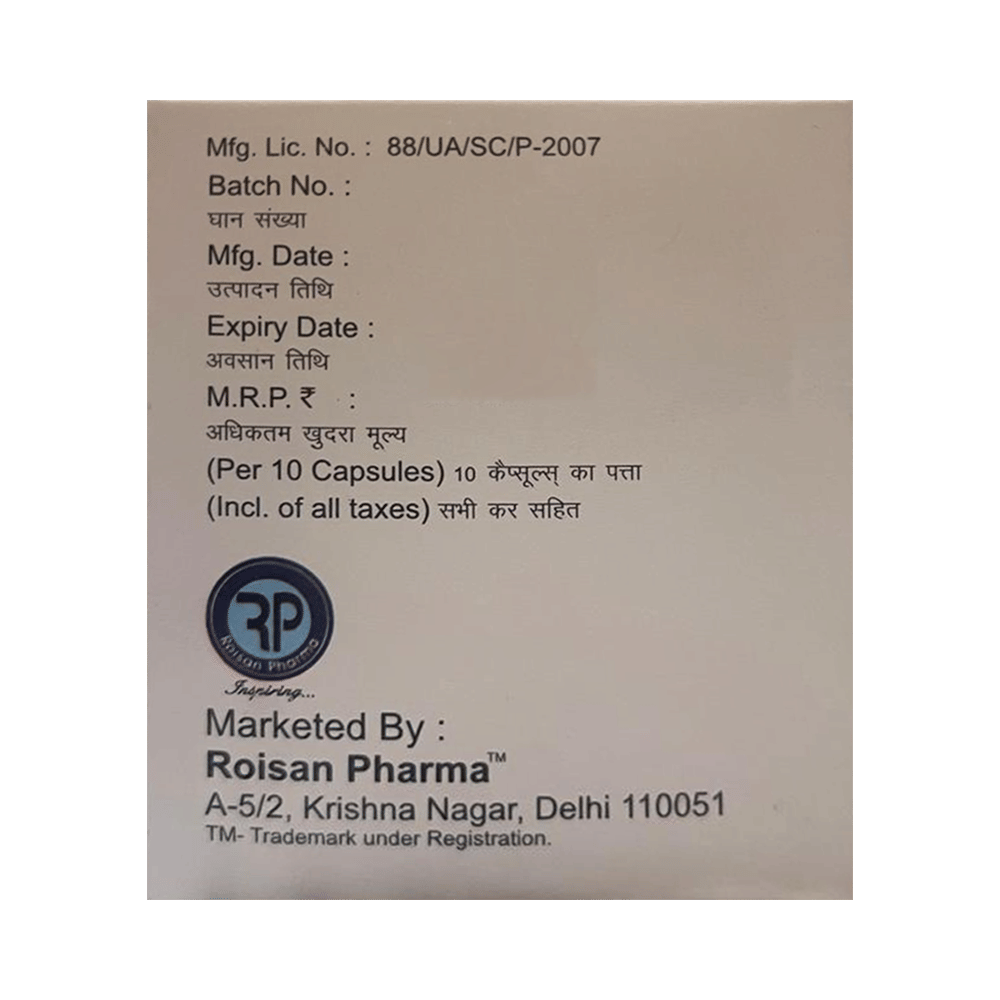 Mfg. Lic. No. : 88/UA/SC/P-2007
Batch No. :
घान संख्या
Mfg. Date :
उत्पादन तिथि
Expiry Date :
अवसान तिथि
M.R.P. ₹ :
अधिकतम खुदरा मूल्य
(Per 10 Capsules) 10 कैप्सूल्स् का पत्ता
(Incl. of all taxes) सभी कर सहित
RP
Roisan Pharma
Inspiring...
Marketed By :
Roisan Pharma™
A-5/2, Krishna Nagar, Delhi 110051
TM- Trademark under Registration.